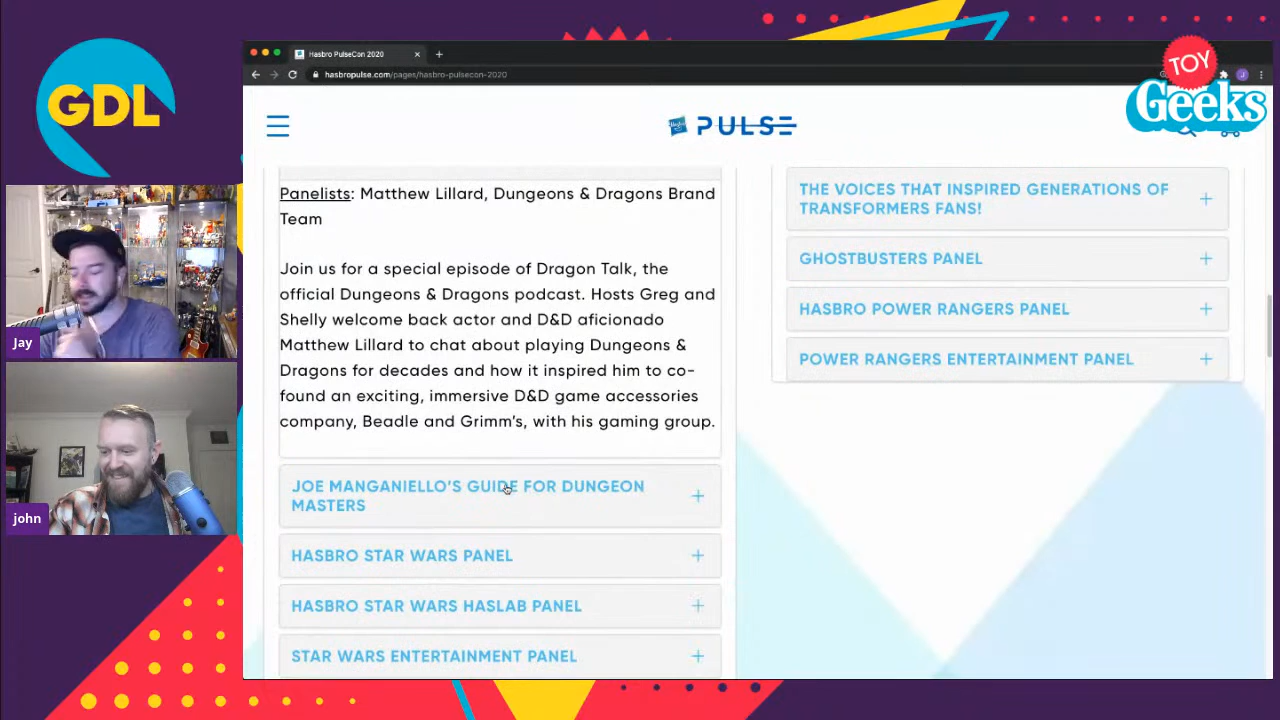 GDL
Hasbro PulseCon 2020
hasbropulse.com/pages/hasbro-pulsecon-2020
J
TOY
Geeks
Hasbro
PULSE
Panelists: Matthew Lillard, Dungeons & Dragons Brand
Team
Join us for a special episode of Dragon Talk, the
official Dungeons & Dragons podcast. Hosts Greg and
Shelly welcome back actor and D&D aficionado
Matthew Lillard to chat about playing Dungeons &
Dragons for decades and how it inspired him to co-
found an exciting, immersive D&D game accessories
company, Beadle and Grimm's, with his gaming group.
JOE MANGANIELLO'S GUIDE FOR DUNGEON
MASTERS
HASBRO STAR WARS PANEL
HASBRO STAR WARS HASLAB PANEL
STAR WARS ENTERTAINMENT PANEL
THE VOICES THAT INSPIRED GENERATIONS OF
TRANSFORMERS FANS!
GHOSTBUSTERS PANEL
HASBRO POWER RANGERS PANEL
POWER RANGERS ENTERTAINMENT PANEL
Jay
john